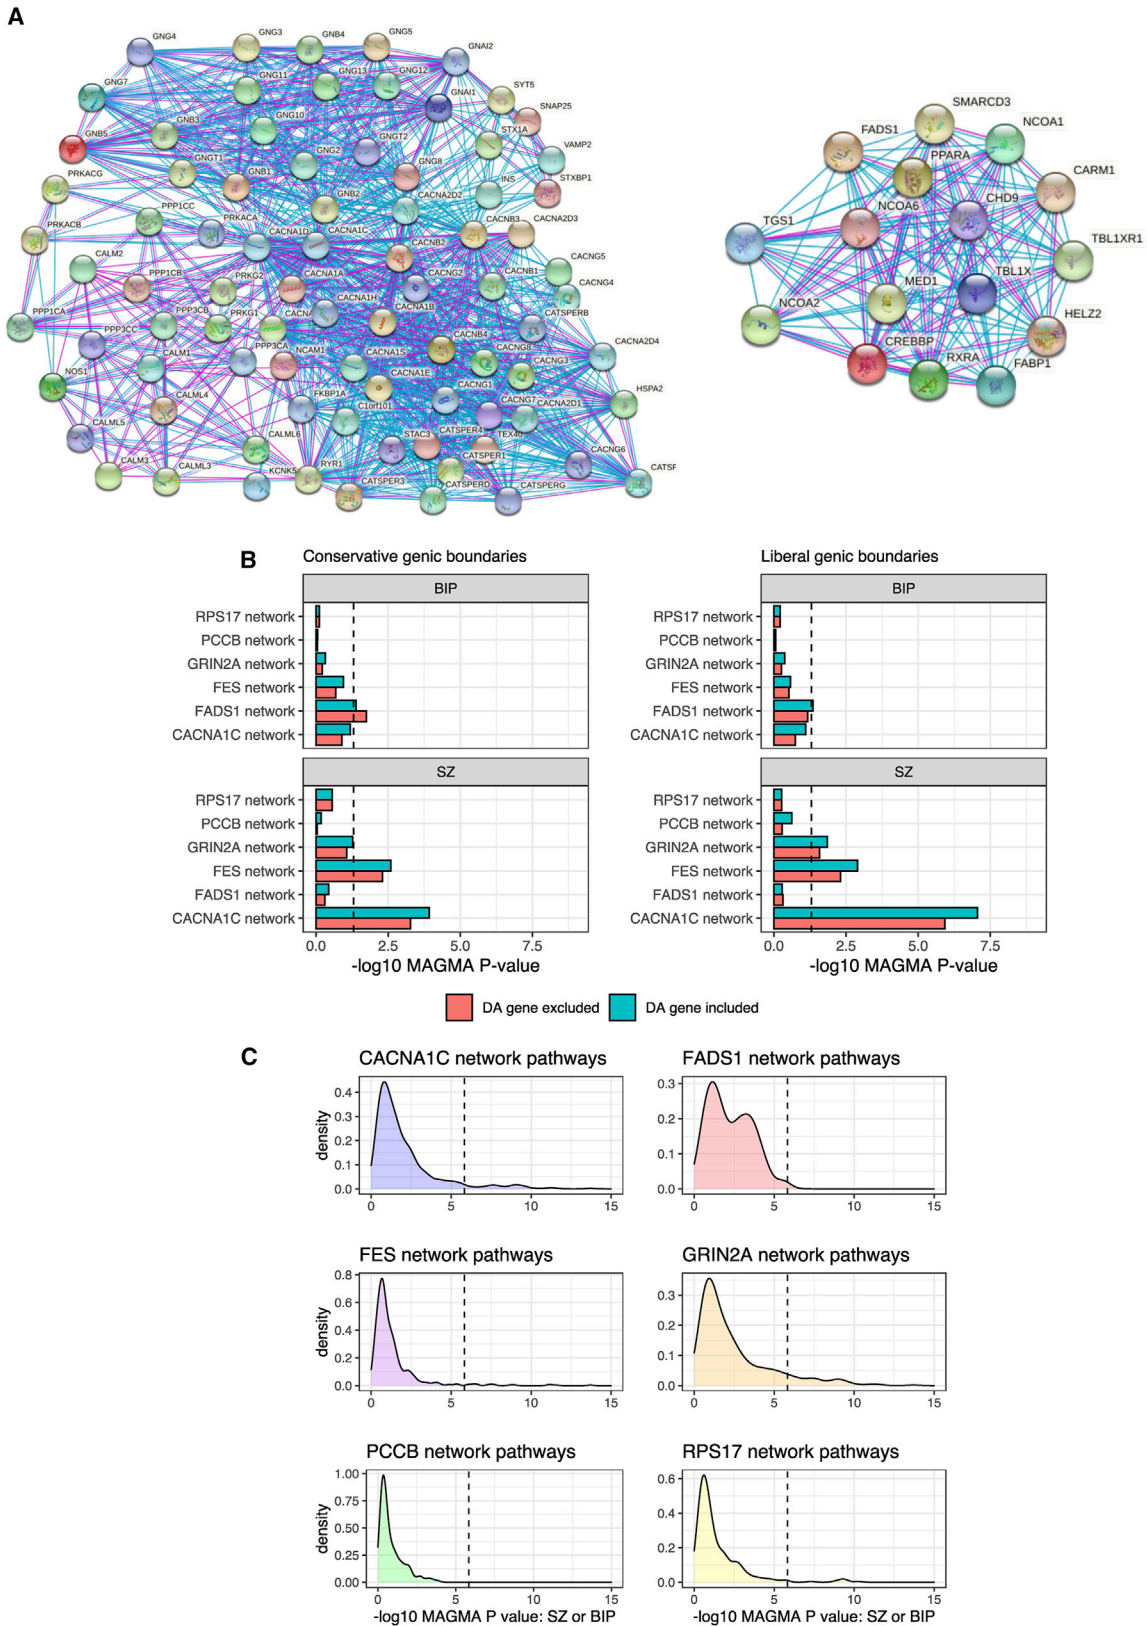 A
GNG4
GNG3
GNB4
GNG5
GNAI2
GNG7
GNG11
GNG13
GNG12
GNAI1
SYT5
SNAP25
GNB5
GNB3
GNG10
GNGT2
STX1A
VAMP2
GNGT1
GNG2
GNG8
STXBP1
PRKACG
GNB1
GNB2
CACNA2D2
INS
PRKACB
PPP1CC
PRKACA
CACNA1D
CACNA1C
CACNB3
CACNA2D3
CACNB2
CALM2
PPP1CB
PRKG2
CACNA1A
CACNG2
CACNB1
CACNG5
CACNG4
PPP1CA
PPP3CB
PRKG1
CACNA
CACNA1H
CACNA1B
CATSPERB
PPP3CC
PPP3CA
NCAM1
CACNA1S
CACNB4
CACNG8
CACNG3
CACNA2D4
NOS1
CALM1
CACNA1E
CACNG1
CACNG7
CACNA2D1
HSPA2
CALML4
FKBP1A
C1orf101
CALML5
CALML6
STAC3
CATSPER4
TEX40
CATSPER1
CACNG6
CALM3
CALML3
KCNK5
RYR1
CATSPER3
CATSPERD
CATSPERG
CATSF
SMARCD3
FADS1
NCOA1
PPARA
CARM1
TGS1
NCOA6
CHD9
TBL1XR1
NCOA2
MED1
TBL1X
HELZ2
CREBBP
RXRA
FABP1
B
Conservative genic boundaries
BIP
RPS17 network
PCCB network
GRIN2A network
FES network
FADS1 network
CACNA1C network
SZ
RPS17 network
PCCB network
GRIN2A network
FES network
FADS1 network
CACNA1C network
0.0 2.5 5.0 7.5
-log10 MAGMA P-value
Liberal genic boundaries
BIP
RPS17 network
PCCB network
GRIN2A network
FES network
FADS1 network
CACNA1C network
SZ
RPS17 network
PCCB network
GRIN2A network
FES network
FADS1 network
CACNA1C network
0.0 2.5 5.0 7.5
-log10 MAGMA P-value
DA gene excluded DA gene included
C
CACNA1C network pathways
density
0.4
0.3
0.2
0.1
0.0
0 5 10 15
FADS1 network pathways
0.3
0.2
0.1
0.0
0 5 10 15
FES network pathways
density
0.8
0.6
0.4
0.2
0.0
0 5 10 15
GRIN2A network pathways
0.3
0.2
0.1
0.0
0 5 10 15
PCCB network pathways
density
1.00
0.75
0.50
0.25
0.00
0 5 10 15
-log10 MAGMA P value: SZ or BIP
RPS17 network pathways
0.6
0.4
0.2
0.0
0 5 10 15
-log10 MAGMA P value: SZ or BIP